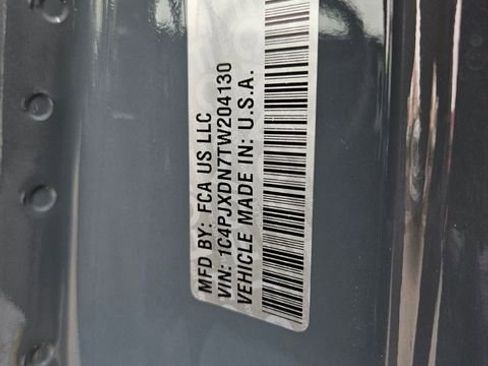 MFD BY: FCA US LLC
VIN: 1C4PJXDN7TW204130
VEHICLE MADE IN: U.S.A.